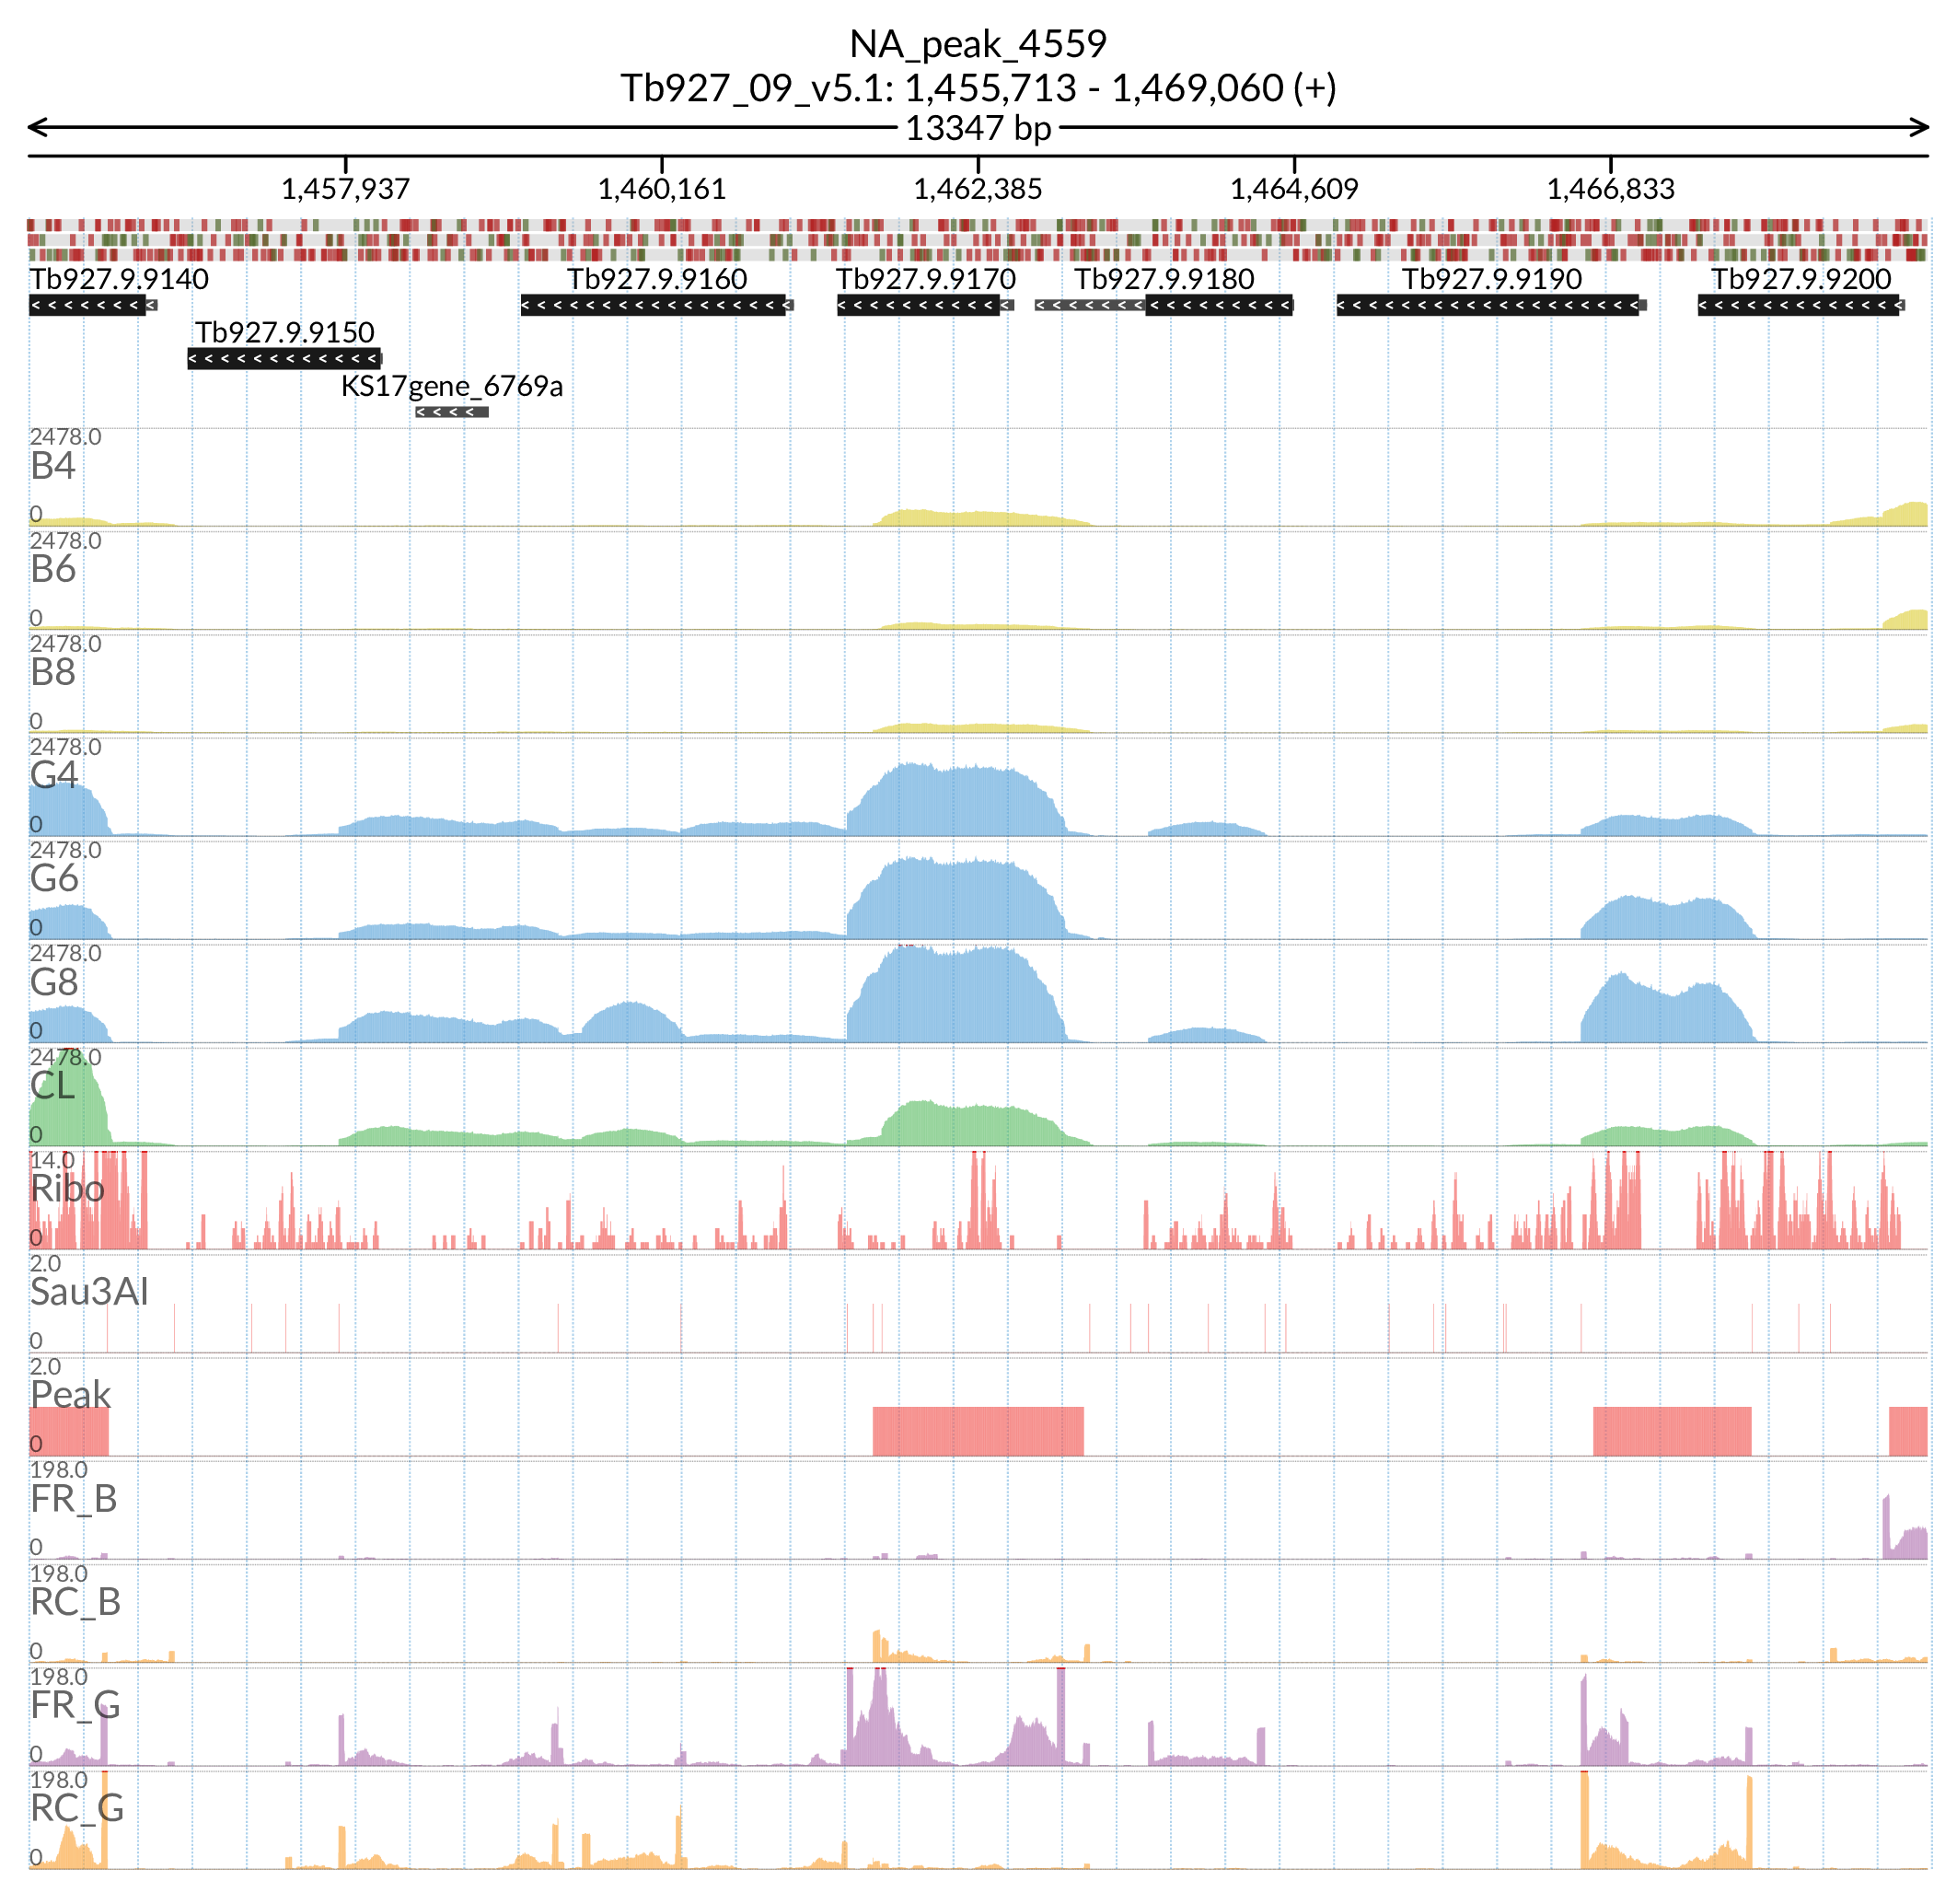 NA_peak_4559
Tb927_09_v5.1: 1,455,713 - 1,469,060 (+)
13347 bp
1,457,937 1,460,161 1,462,385 1,464,609 1,466,833
Tb927.9.9140 Tb927.9.9160 Tb927.9.9170 Tb927.9.9180 Tb927.9.9190 Tb927.9.9200
Tb927.9.9150
KS17gene_6769a
2478.0
B4
0
2478.0
B6
0
2478.0
B8
0
2478.0
G4
0
2478.0
G6
0
2478.0
G8
0
2478.0
CL
0
14.0
Ribo
0
2.0
Sau3AI
0
2.0
Peak
0
198.0
FR_B
0
198.0
RC_B
0
198.0
FR_G
0
198.0
RC_G
0